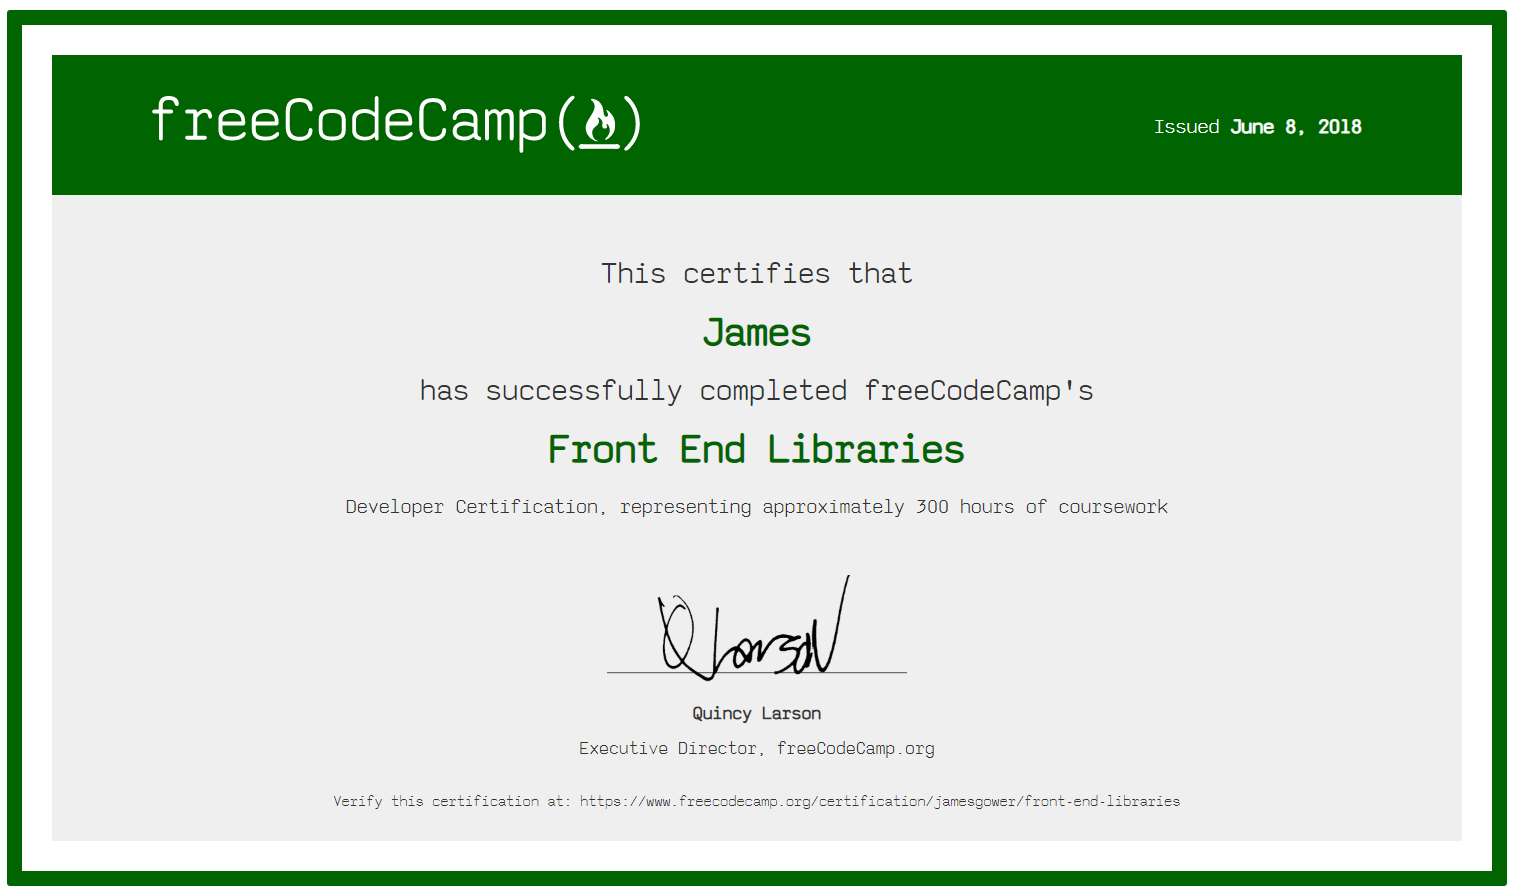 freeCodeCamp(🔥)
Issued June 8, 2018
This certifies that
James
has successfully completed freeCodeCamp's
Front End Libraries
Developer Certification, representing approximately 300 hours of coursework
Q Larson
Quincy Larson
Executive Director, freeCodeCamp.org
Verify this certification at: https://www.freecodecamp.org/certification/jamesgower/front-end-libraries